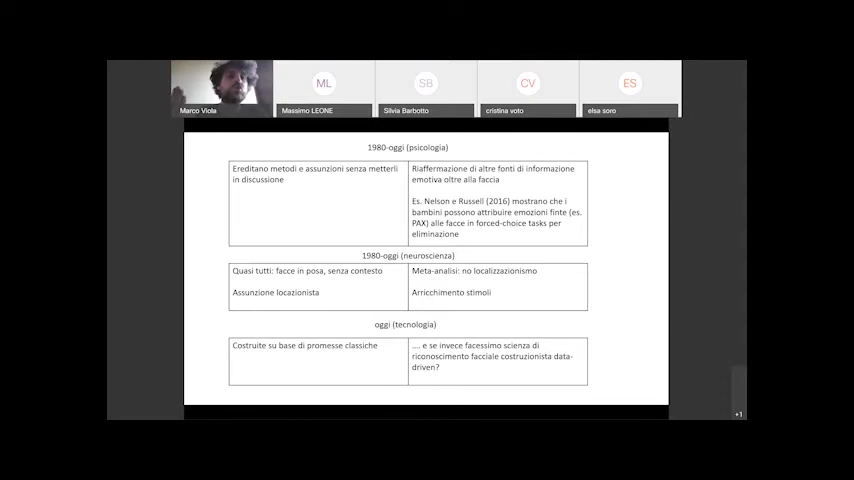 ML
SB
CV
ES
Marco Viola
Massimo LEONE
Silvia Barbotto
cristina voto
elsa soro
1980-oggi (psicologia)
Ereditano metodi e assunzioni senza metterli
in discussione
Riaffermazione di altre fonti di informazione
emotiva oltre alla faccia
Es. Nelson e Russell (2016) mostrano che i
bambini possono attribuire emozioni finte (es.
PAX) alle facce in forced-choice tasks per
eliminazione
1980-oggi (neuroscienza)
Quasi tutti: facce in posa, senza contesto
Assunzione locazionista
Meta-analisi: no localizzazionismo
Arricchimento stimoli
oggi (tecnologia)
Costruite su base di promesse classiche
.... e se invece facessimo scienza di
riconoscimento facciale costruzionista data-
driven?
+1